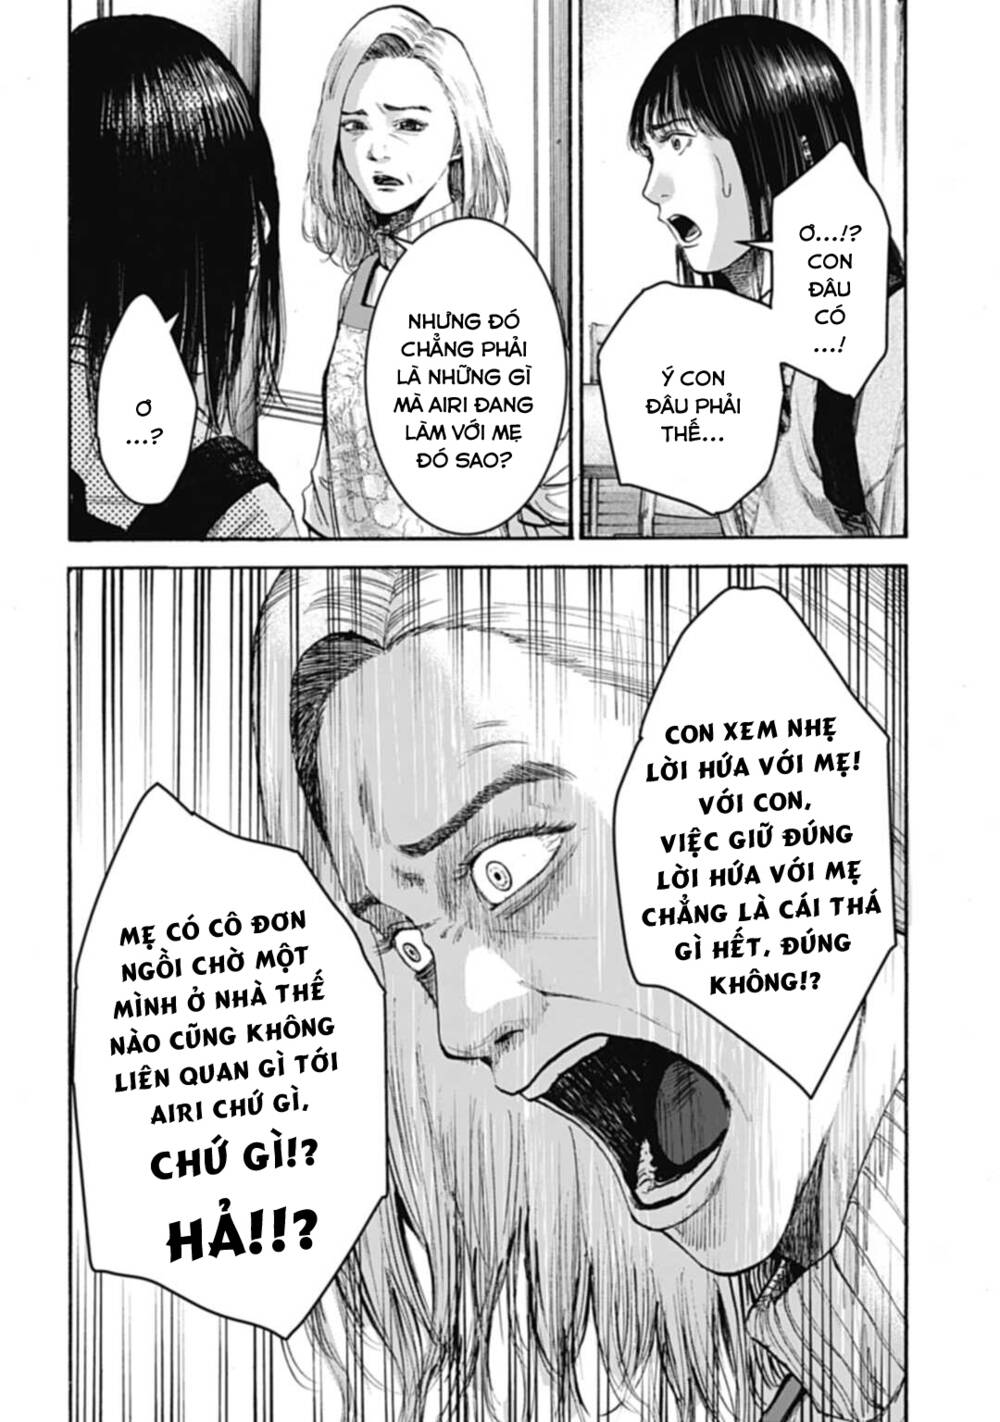 Ơ...!?
CON
ĐÂU
CÓ
...!
Ý CON
ĐÂU PHẢI
THẾ...
NHƯNG ĐÓ
CHẲNG PHẢI
LÀ NHỮNG GÌ
MÀ AIRI ĐANG
LÀM VỚI MẸ
ĐÓ SAO?
Ơ
...?
CON XEM NHẸ
LỜI HỨA VỚI MẸ!
VỚI CON,
VIỆC GIỮ ĐÚNG
LỜI HỨA VỚI MẸ
CHẲNG LÀ CÁI THÁ
GÌ HẾT, ĐÚNG
KHÔNG!?
MẸ CÓ CÔ ĐƠN
NGỒI CHỜ MỘT
MÌNH Ở NHÀ THẾ
NÀO CŨNG KHÔNG
LIÊN QUAN GÌ TỚI
AIRI CHỨ GÌ,
CHỨ GÌ!?
HẢ!!?